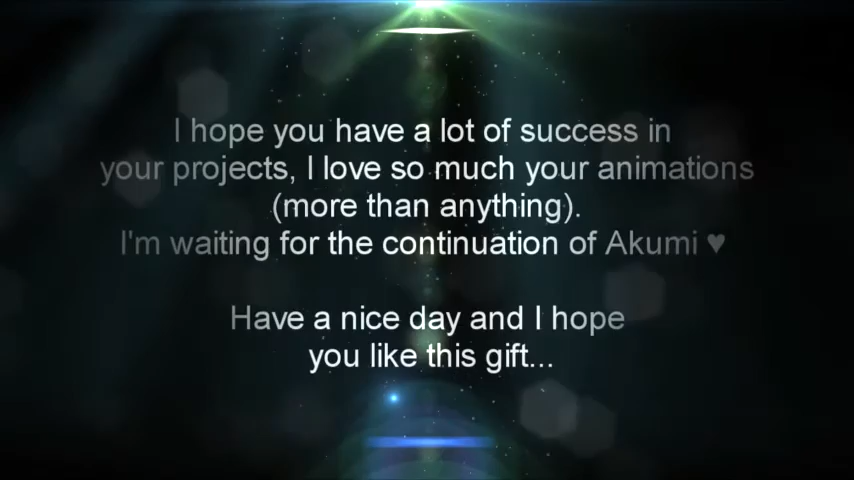 I hope you have a lot of success in
your projects, I love so much your animations
(more than anything).
I'm waiting for the continuation of Akumi ♥
Have a nice day and I hope
you like this gift...